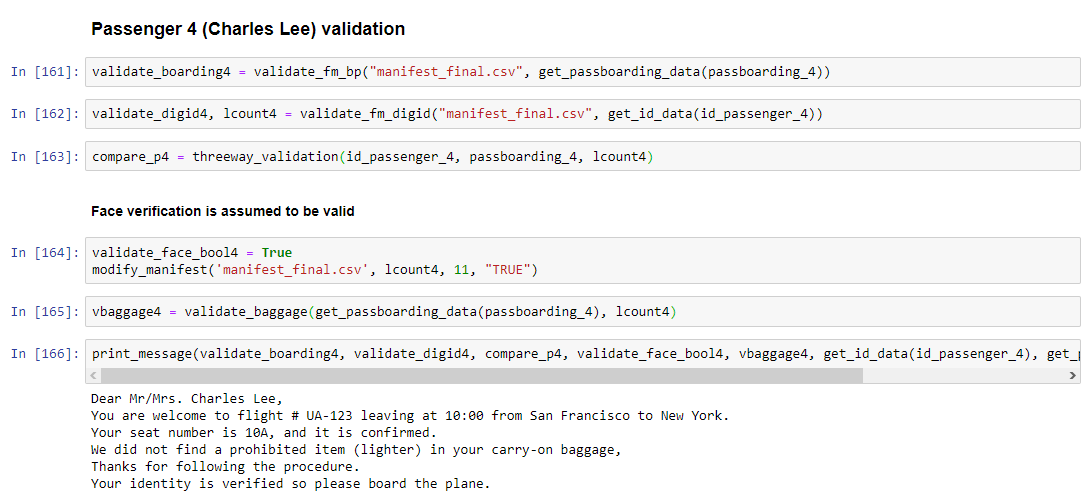 Passenger 4 (Charles Lee) validation
In [161]: validate_boarding4 = validate_fm_bp("manifest_final.csv", get_passboarding_data(passboarding_4))
In [162]: validate_digid4, lcount4 = validate_fm_digid("manifest_final.csv", get_id_data(id_passenger_4))
In [163]: compare_p4 = threeway_validation(id_passenger_4, passboarding_4, lcount4)
Face verification is assumed to be valid
In [164]: validate_face_bool4 = True
modify_manifest('manifest_final.csv', lcount4, 11, "TRUE")
In [165]: vbaggage4 = validate_baggage(get_passboarding_data(passboarding_4), lcount4)
In [166]: print_message(validate_boarding4, validate_digid4, compare_p4, validate_face_bool4, vbaggage4, get_id_data(id_passenger_4), get_
Dear Mr/Mrs. Charles Lee,
You are welcome to flight # UA-123 leaving at 10:00 from San Francisco to New York.
Your seat number is 10A, and it is confirmed.
We did not find a prohibited item (lighter) in your carry-on baggage,
Thanks for following the procedure.
Your identity is verified so please board the plane.